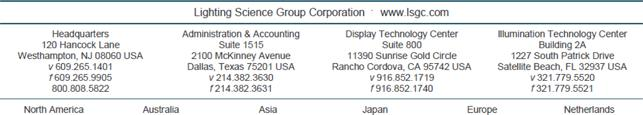 Lighting Science Group Corporation · www.lsgc.com
Headquarters
120 Hancock Lane
Westhampton, NJ 08060 USA
v 609.265.1401
f 609.265.9905
800.808.5822
Administration & Accounting
Suite 1515
2100 McKinney Avenue
Dallas, Texas 75201 USA
v 214.382.3630
f 214.382.3631
Display Technology Center
Suite 800
11390 Sunrise Gold Circle
Rancho Cordova, CA 95742 USA
v 916.852.1719
f 916.852.1740
Illumination Technology Center
Building 2A
1227 South Patrick Drive
Satellite Beach, FL 32937 USA
v 321.779.5520
f 321.779.5521
North America Australia Asia Japan Europe Netherlands